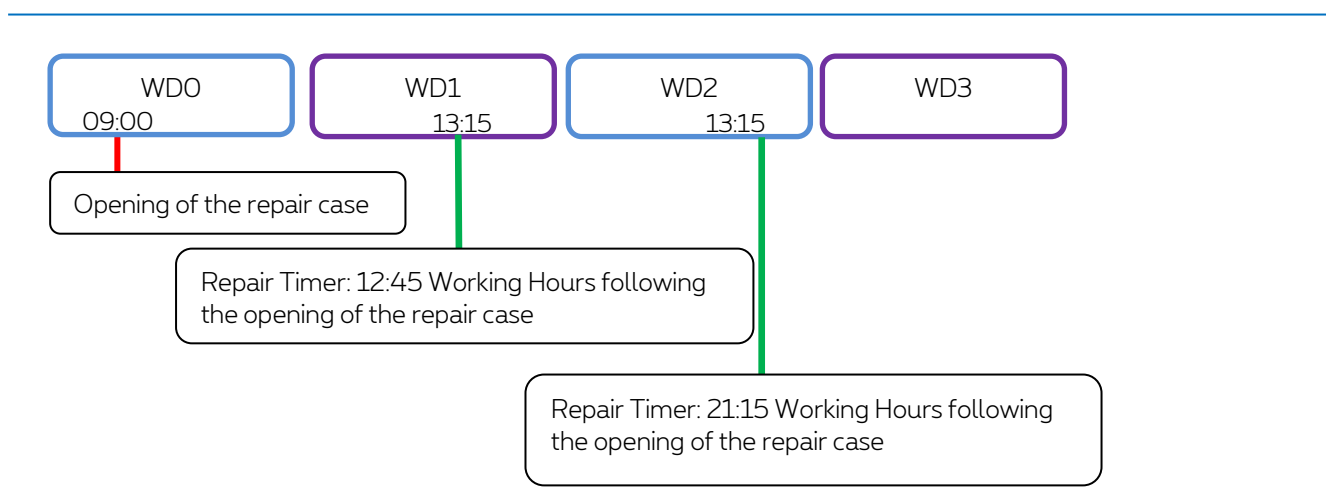 WD0
09:00
WD1
13:15
WD2
13:15
WD3
Opening of the repair case
Repair Timer: 12:45 Working Hours following
the opening of the repair case
Repair Timer: 21:15 Working Hours following
the opening of the repair case